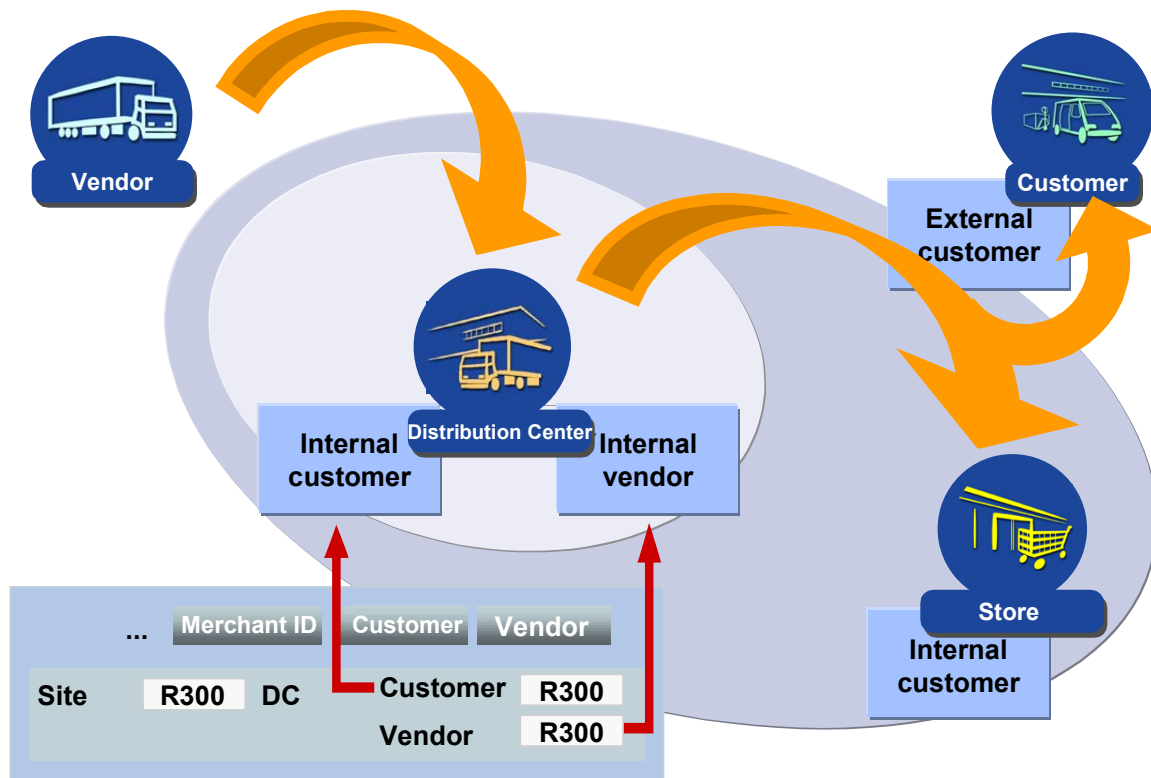 Vendor
Customer
External
customer
Distribution Center
Internal
customer
Internal
vendor
Store
Internal
customer
... Merchant ID Customer Vendor
Site R300 DC Customer R300
Vendor R300